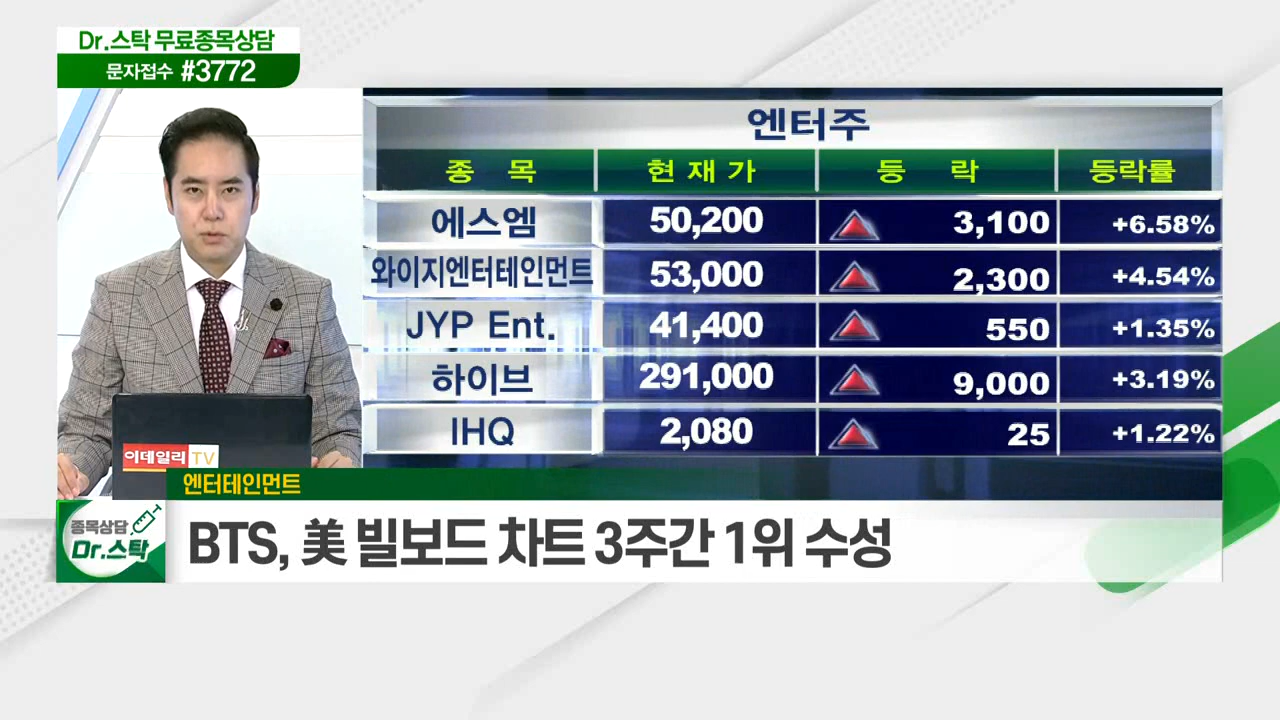 Dr.스탁 무료종목상담
문자접수 #3772
엔터주
종 목 현 재 가 등 락 등락률
에스엠 50,200 3,100 +6.58%
와이지엔터테인먼트 53,000 2,300 +4.54%
JYP Ent. 41,400 550 +1.35%
하이브 291,000 9,000 +3.19%
IHQ 2,080 25 +1.22%
이데일리 TV
엔터테인먼트
종목상담
Dr.스탁
BTS, 美 빌보드 차트 3주간 1위 수성